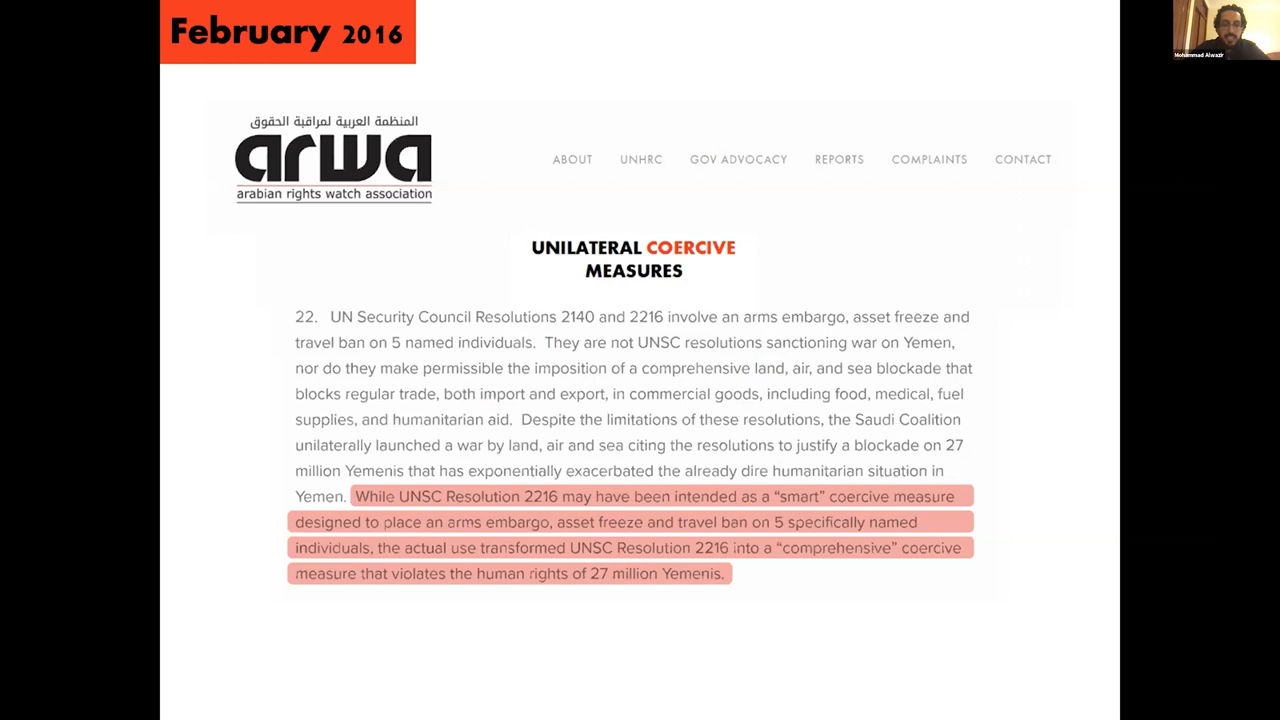 February 2016
Mohammad Alwazir
المنظمة العربية لمراقبة الحقوق
arwa
arabian rights watch association
ABOUT UNHRC GOV ADVOCACY REPORTS COMPLAINTS CONTACT
UNILATERAL COERCIVE
MEASURES
22. UN Security Council Resolutions 2140 and 2216 involve an arms embargo, asset freeze and
travel ban on 5 named individuals. They are not UNSC resolutions sanctioning war on Yemen,
nor do they make permissible the imposition of a comprehensive land, air, and sea blockade that
blocks regular trade, both import and export, in commercial goods, including food, medical, fuel
supplies, and humanitarian aid. Despite the limitations of these resolutions, the Saudi Coalition
unilaterally launched a war by land, air and sea citing the resolutions to justify a blockade on 27
million Yemenis that has exponentially exacerbated the already dire humanitarian situation in
Yemen. While UNSC Resolution 2216 may have been intended as a “smart” coercive measure
designed to place an arms embargo, asset freeze and travel ban on 5 specifically named
individuals, the actual use transformed UNSC Resolution 2216 into a “comprehensive” coercive
measure that violates the human rights of 27 million Yemenis.